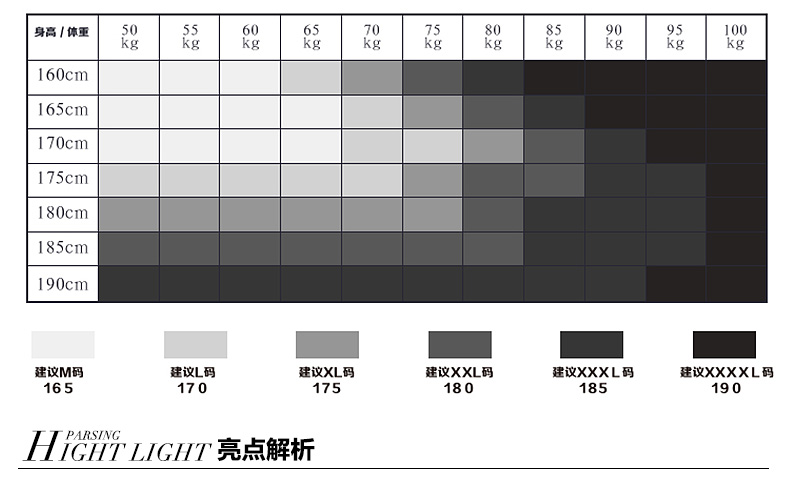 身高 / 体重 50 kg 55 kg 60 kg 65 kg 70 kg 75 kg 80 kg 85 kg 90 kg 95 kg 100 kg
160cm
165cm
170cm
175cm
180cm
185cm
190cm
建议M码 建议L码 建议XL码 建议XXL码 建议XXXL码 建议XXXXL码
165 170 175 180 185 190
PARSING
HIGHT LIGHT 亮点解析